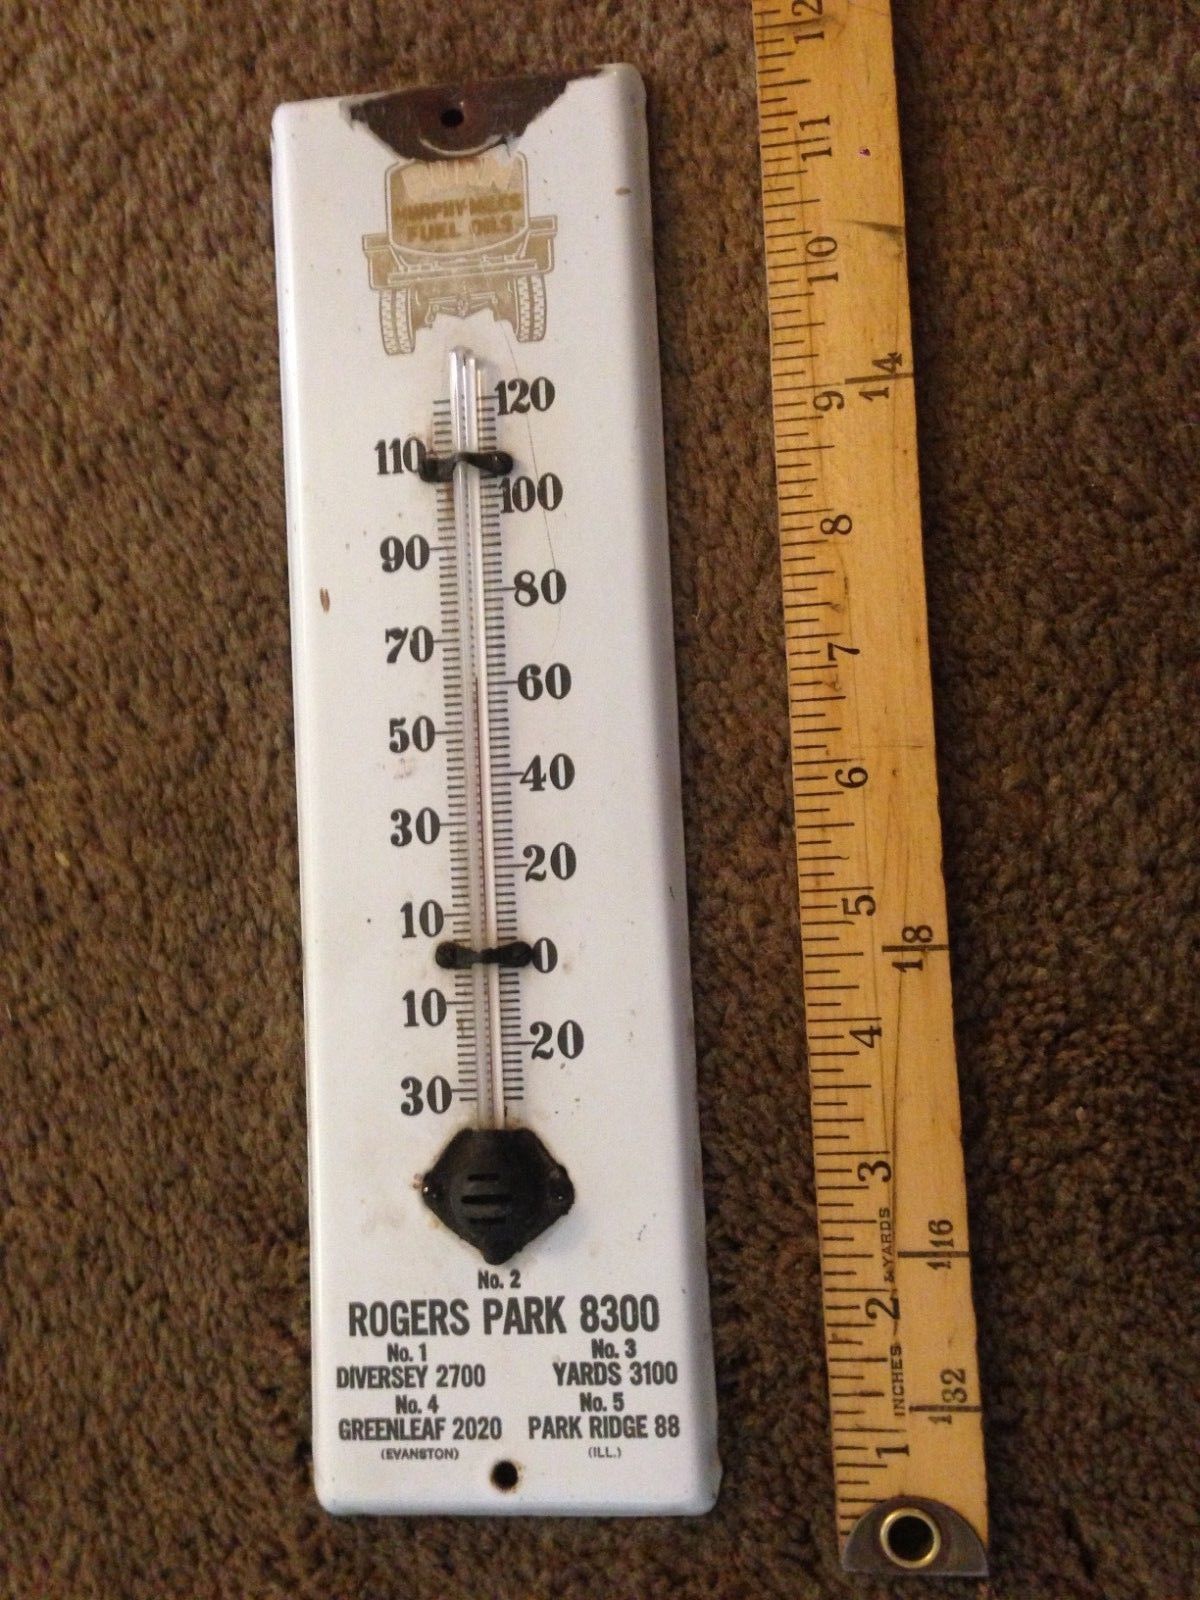 MURPHY-MILES
FUEL OILS
120
110
100
90
80
70
60
50
40
30
20
10
0
10
20
30
No. 2
ROGERS PARK 8300
No. 1
DIVERSEY 2700
No. 3
YARDS 3100
No. 4
GREENLEAF 2020
(EVANSTON)
No. 5
PARK RIDGE 88
(ILL.)
12
11
10
9
1 4
8
7
6
5
1 8
4
3
1 16
2
INCHES & YARDS
1 32
1